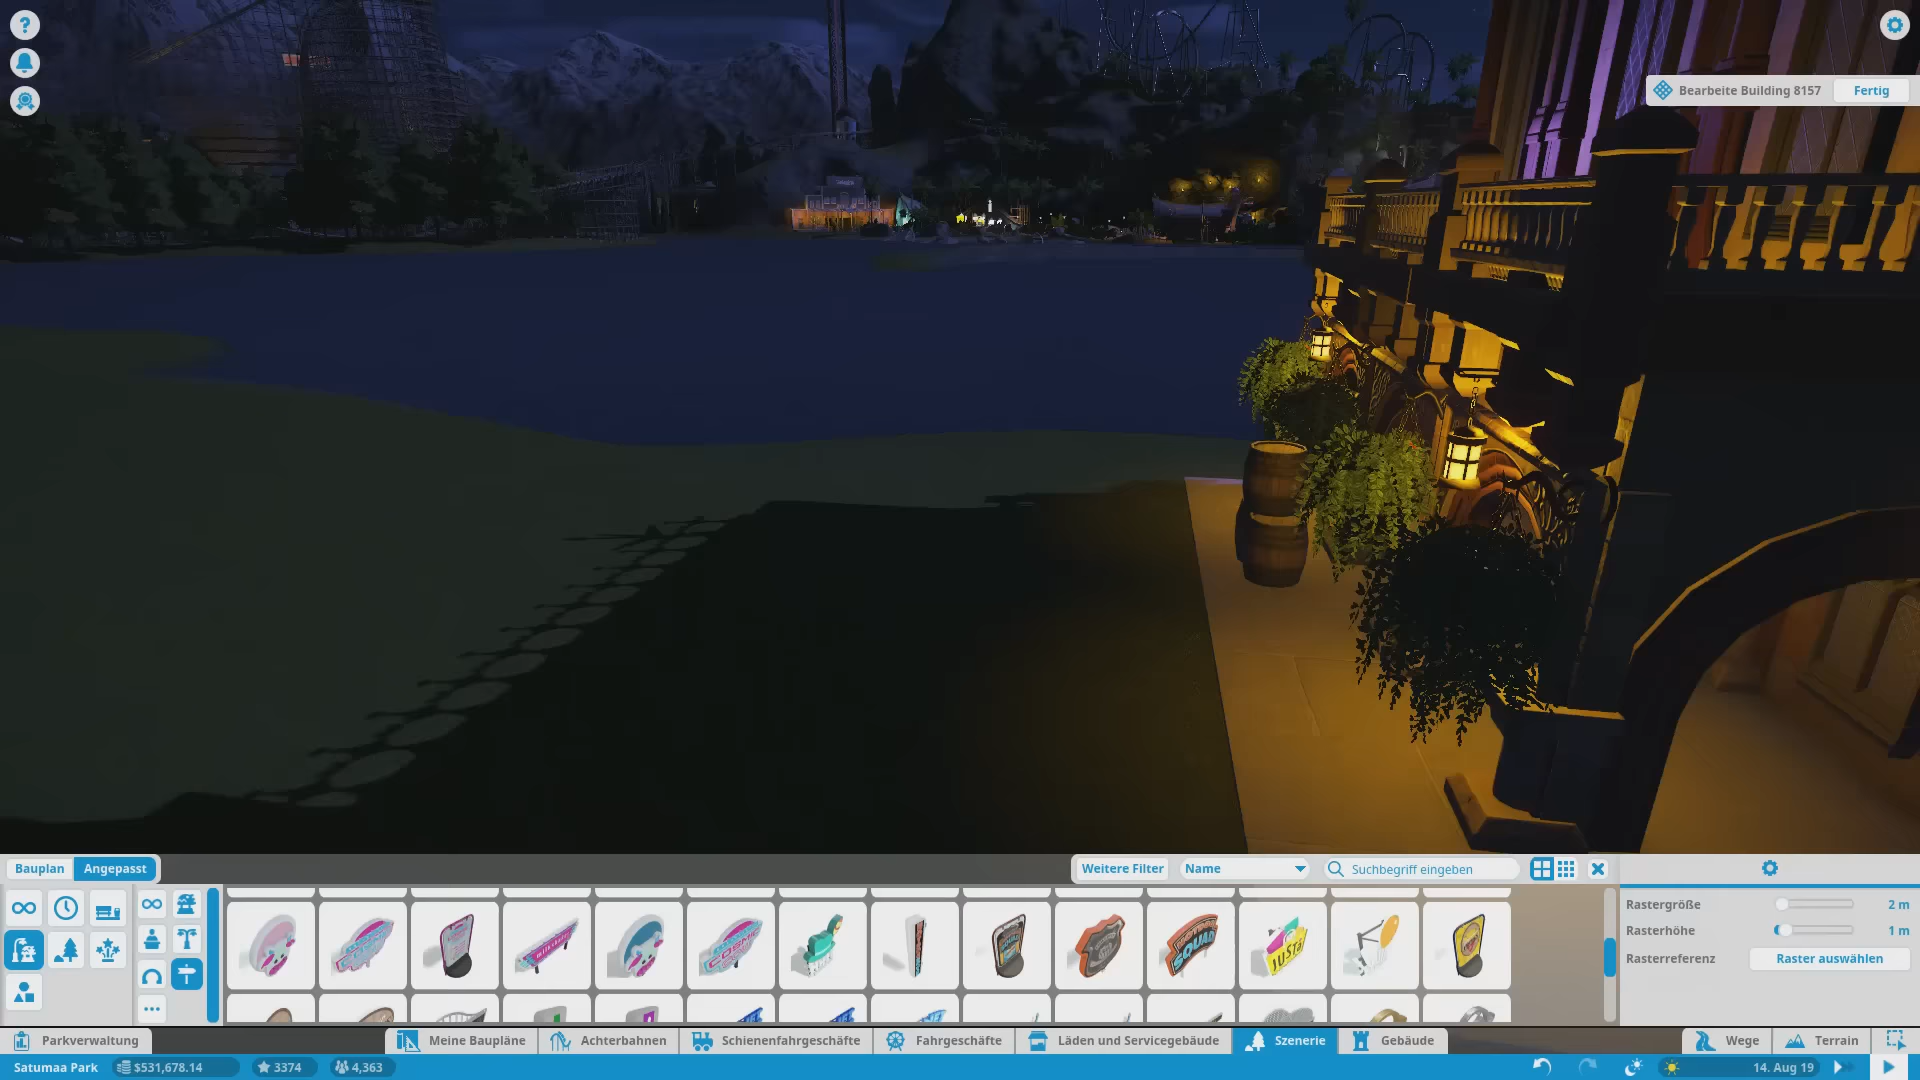 Bearbeite Building 8157
Fertig
Bauplan
Angepasst
Weitere Filter
Name
Suchbegriff eingeben
Rastergröße
2 m
Rasterhöhe
1 m
Rasterreferenz
Raster auswählen
Parkverwaltung
Meine Baupläne
Achterbahnen
Schienenfahrgeschäfte
Fahrgeschäfte
Läden und Servicegebäude
Szenerie
Gebäude
Wege
Terrain
Satumaa Park
$531,678.14
3374
4,363
14. Aug 19